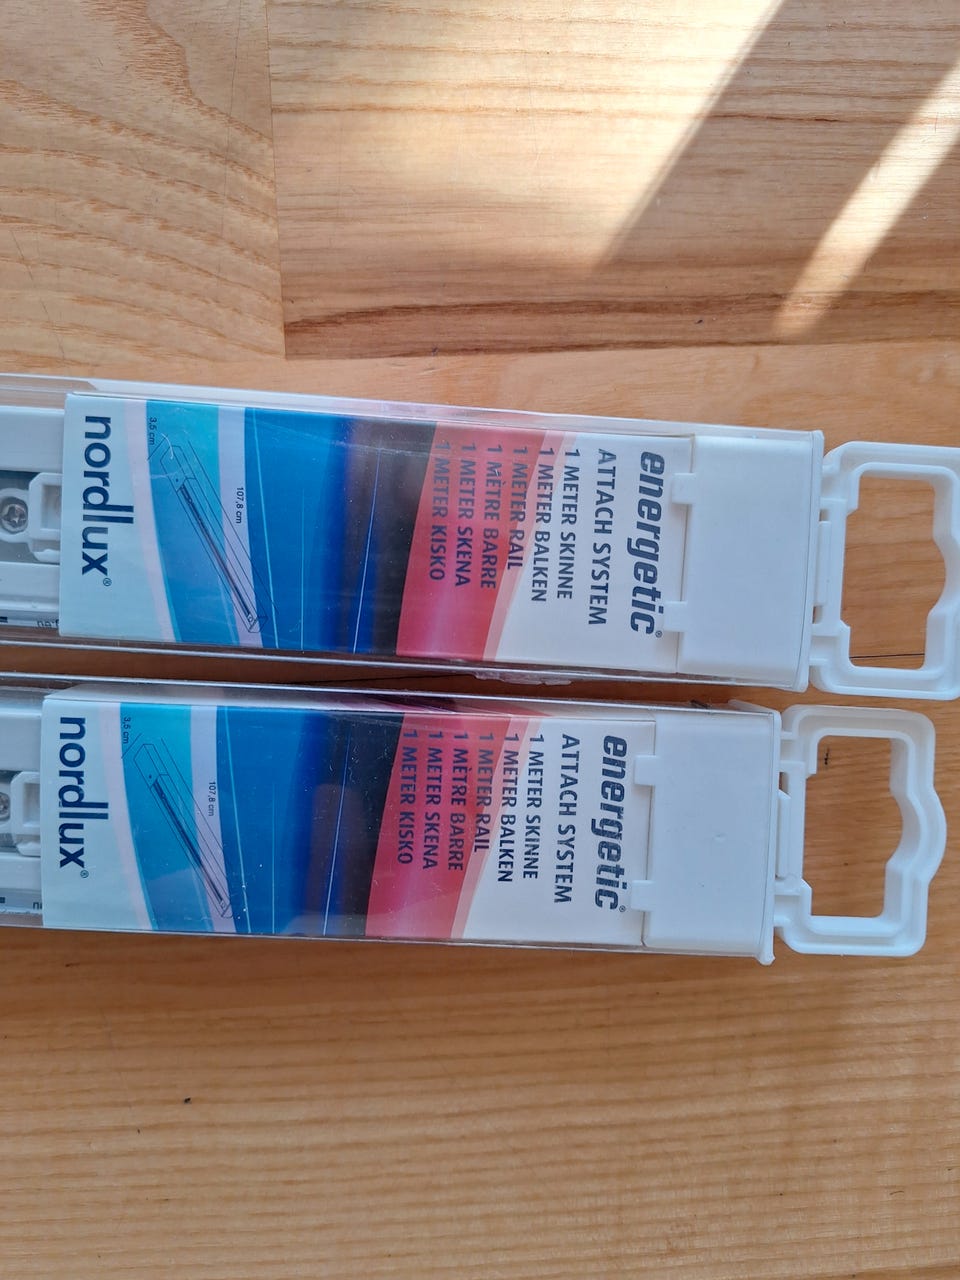 energetic®
ATTACH SYSTEM
1 METER SKINNE
1 METER BALKEN
1 METER RAIL
1 MÈTRE BARRE
1 METER SKENA
1 METER KISKO
3,5 cm
107,8 cm
nordlux®
energetic®
ATTACH SYSTEM
1 METER SKINNE
1 METER BALKEN
1 METER RAIL
1 MÈTRE BARRE
1 METER SKENA
1 METER KISKO
3,5 cm
107,8 cm
nordlux®